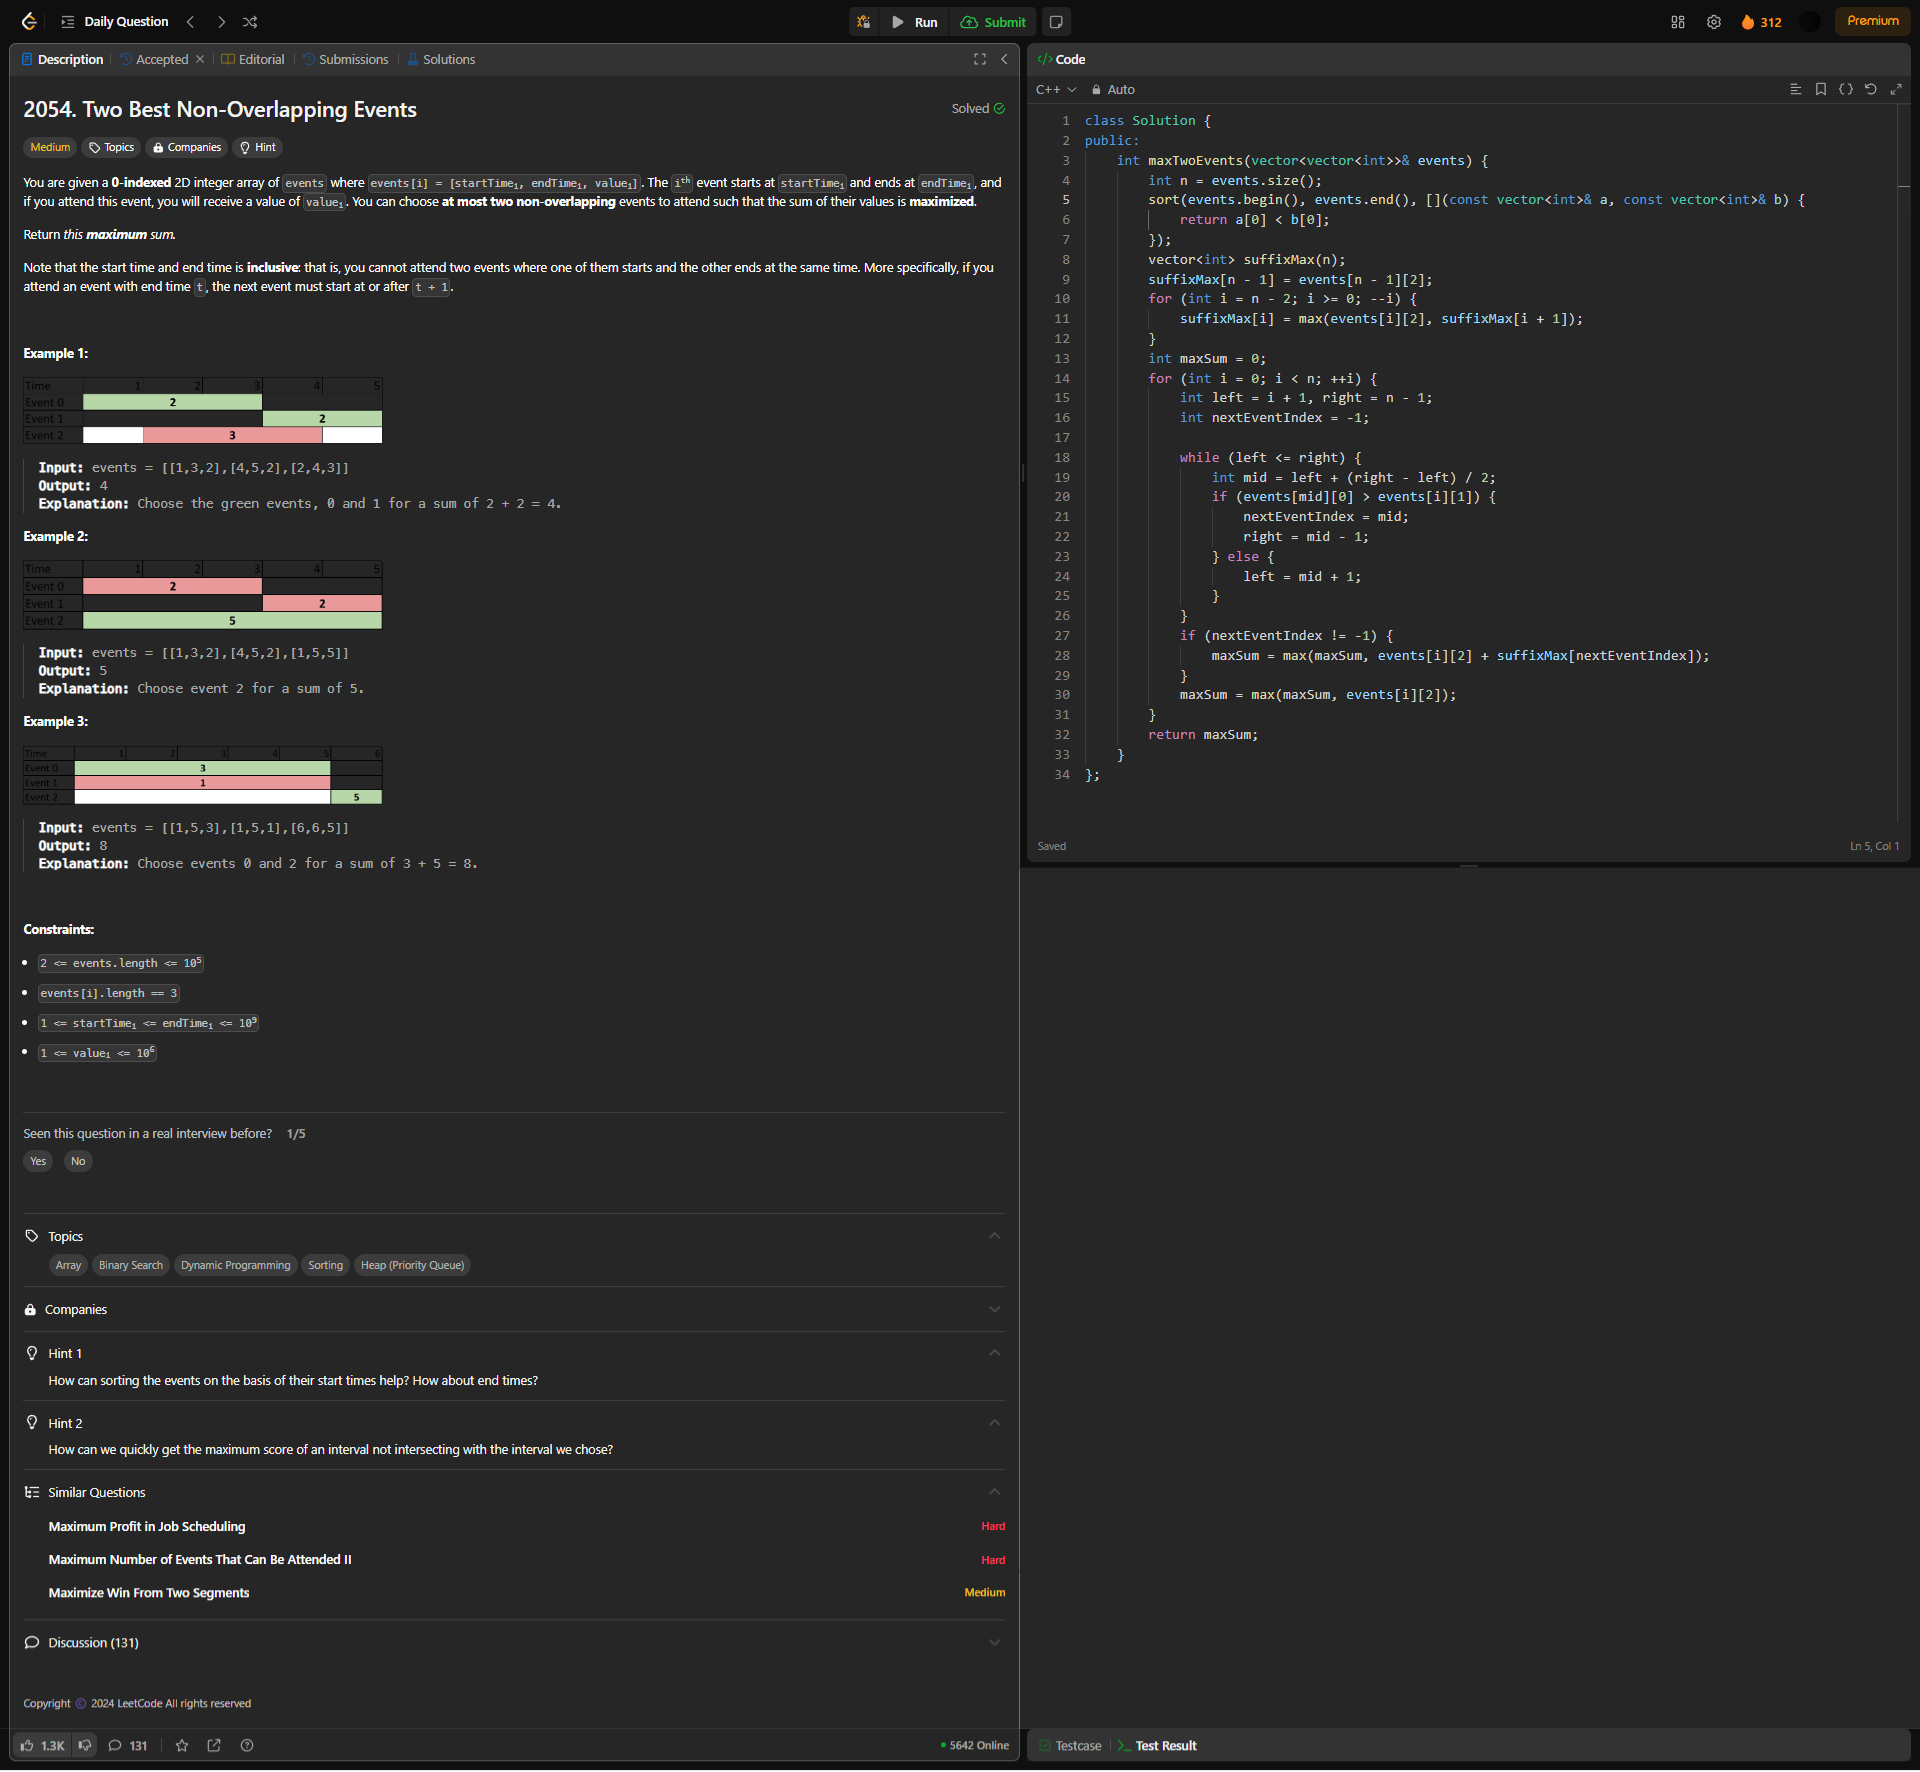 Daily Question
Run
Submit
312
Premium
Description
Accepted
Editorial
Submissions
Solutions
2054. Two Best Non-Overlapping Events
Solved
Medium
Topics
Companies
Hint
You are given a 0-indexed 2D integer array of events where events[i] = [startTimeᵢ, endTimeᵢ, valueᵢ]. The iᵗʰ event starts at startTimeᵢ and ends at endTimeᵢ, and
if you attend this event, you will receive a value of valueᵢ. You can choose at most two non-overlapping events to attend such that the sum of their values is maximized.
Return this maximum sum.
Note that the start time and end time is inclusive: that is, you cannot attend two events where one of them starts and the other ends at the same time. More specifically, if you
attend an event with end time t, the next event must start at or after t + 1.
Example 1:
Time 1 2 3 4 5
Event 0 2
Event 1 2
Event 2 3
Input: events = [[1,3,2],[4,5,2],[2,4,3]]
Output: 4
Explanation: Choose the green events, 0 and 1 for a sum of 2 + 2 = 4.
Example 2:
Time 1 2 3 4 5
Event 0 2
Event 1 2
Event 2 5
Input: events = [[1,3,2],[4,5,2],[1,5,5]]
Output: 5
Explanation: Choose event 2 for a sum of 5.
Example 3:
Time 1 2 3 4 5 6
Event 0 3
Event 1 1
Event 2 5
Input: events = [[1,5,3],[1,5,1],[6,6,5]]
Output: 8
Explanation: Choose events 0 and 2 for a sum of 3 + 5 = 8.
Constraints:
2 <= events.length <= 10⁵
events[i].length == 3
1 <= startTimeᵢ <= endTimeᵢ <= 10⁹
1 <= valueᵢ <= 10⁶
Seen this question in a real interview before? 1/5
Yes No
Topics
Array Binary Search Dynamic Programming Sorting Heap (Priority Queue)
Companies
Hint 1
How can sorting the events on the basis of their start times help? How about end times?
Hint 2
How can we quickly get the maximum score of an interval not intersecting with the interval we chose?
Similar Questions
Maximum Profit in Job Scheduling Hard
Maximum Number of Events That Can Be Attended II Hard
Maximize Win From Two Segments Medium
Discussion (131)
Copyright © 2024 LeetCode All rights reserved
1.3K
131
5642 Online
</> Code
C++
Auto
1 class Solution {
2 public:
3     int maxTwoEvents(vector<vector<int>>& events) {
4         int n = events.size();
5         sort(events.begin(), events.end(), [](const vector<int>& a, const vector<int>& b) {
6             return a[0] < b[0];
7         });
8         vector<int> suffixMax(n);
9         suffixMax[n - 1] = events[n - 1][2];
10         for (int i = n - 2; i >= 0; --i) {
11             suffixMax[i] = max(events[i][2], suffixMax[i + 1]);
12         }
13         int maxSum = 0;
14         for (int i = 0; i < n; ++i) {
15             int left = i + 1, right = n - 1;
16             int nextEventIndex = -1;
17
18             while (left <= right) {
19                 int mid = left + (right - left) / 2;
20                 if (events[mid][0] > events[i][1]) {
21                     nextEventIndex = mid;
22                     right = mid - 1;
23                 } else {
24                     left = mid + 1;
25                 }
26             }
27             if (nextEventIndex != -1) {
28                 maxSum = max(maxSum, events[i][2] + suffixMax[nextEventIndex]);
29             }
30             maxSum = max(maxSum, events[i][2]);
31         }
32         return maxSum;
33     }
34 };
Saved
Ln 5, Col 1
Testcase
Test Result